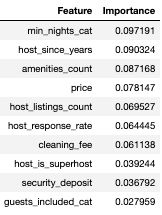 Feature Importance
min_nights_cat 0.097191
host_since_years 0.090324
amenities_count 0.087168
price 0.078147
host_listings_count 0.069527
host_response_rate 0.064445
cleaning_fee 0.061138
host_is_superhost 0.039244
security_deposit 0.036792
guests_included_cat 0.027959